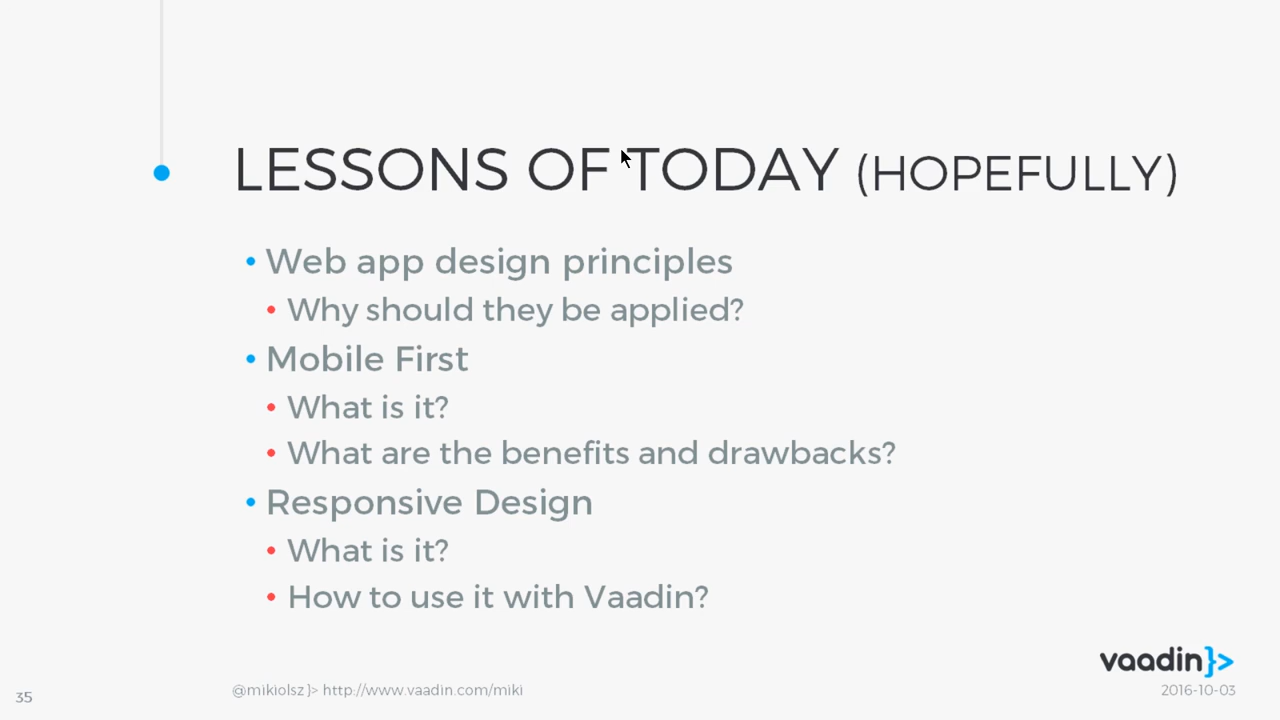 LESSONS OF TODAY (HOPEFULLY)
• Web app design principles
• Why should they be applied?
• Mobile First
• What is it?
• What are the benefits and drawbacks?
• Responsive Design
• What is it?
• How to use it with Vaadin?
vaadin}>
35
@mikiolsz }> http://www.vaadin.com/miki
2016-10-03